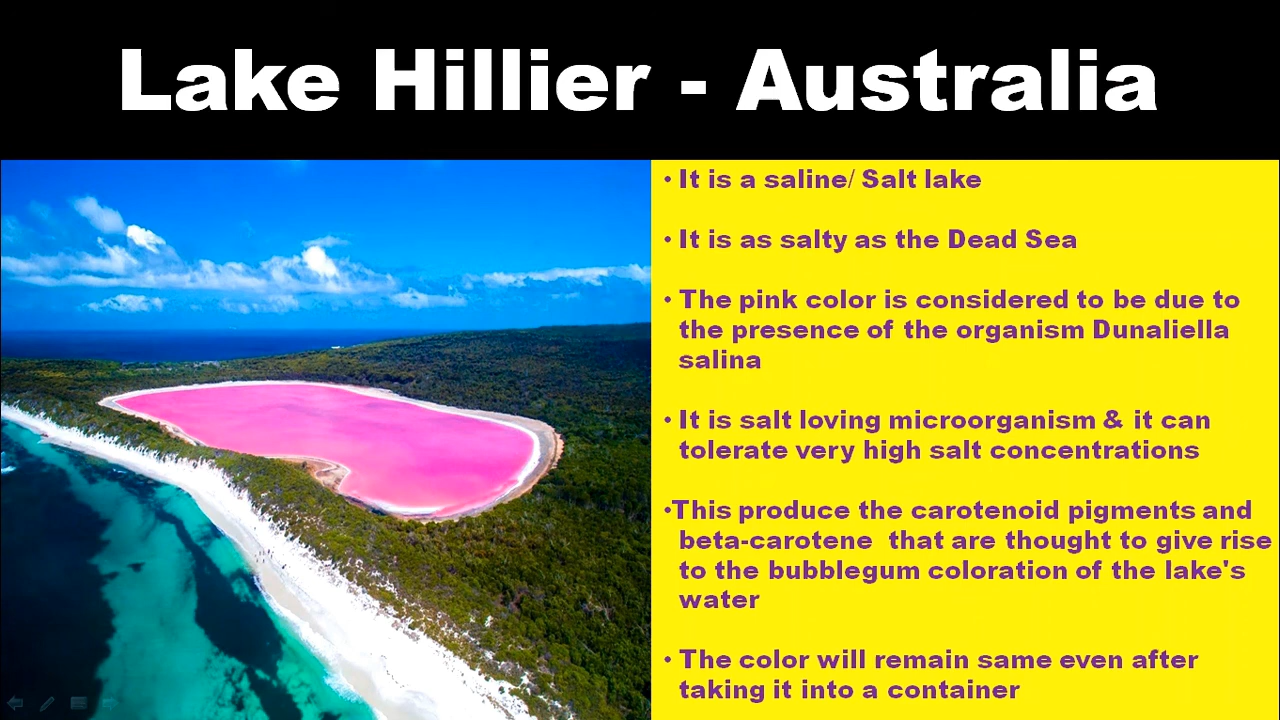 Lake Hillier - Australia
• It is a saline/ Salt lake
• It is as salty as the Dead Sea
• The pink color is considered to be due to
the presence of the organism Dunaliella
salina
• It is salt loving microorganism & it can
tolerate very high salt concentrations
•This produce the carotenoid pigments and
beta-carotene  that are thought to give rise
to the bubblegum coloration of the lake's
water
• The color will remain same even after
taking it into a container